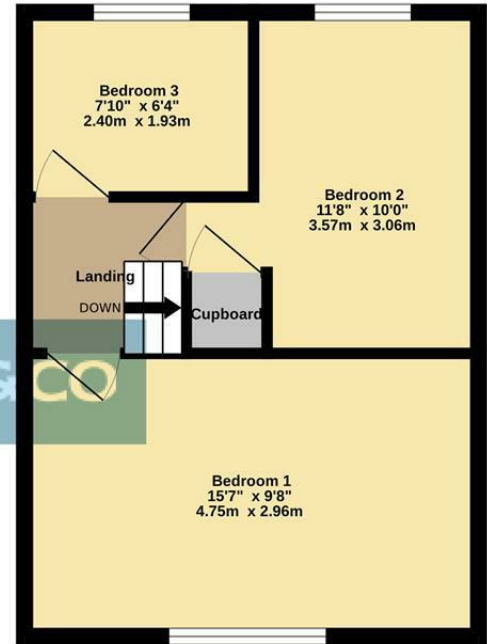 Bedroom 3
7'10" x 6'4"
2.40m x 1.93m
Bedroom 2
11'8" x 10'0"
3.57m x 3.06m
Landing
DOWN
Cupboard
&CO
Bedroom 1
15'7" x 9'8"
4.75m x 2.96m